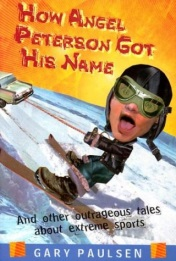 How Angel
Peterson Got
His Name
And other outrageous tales
about extreme sports
GARY PAULSEN